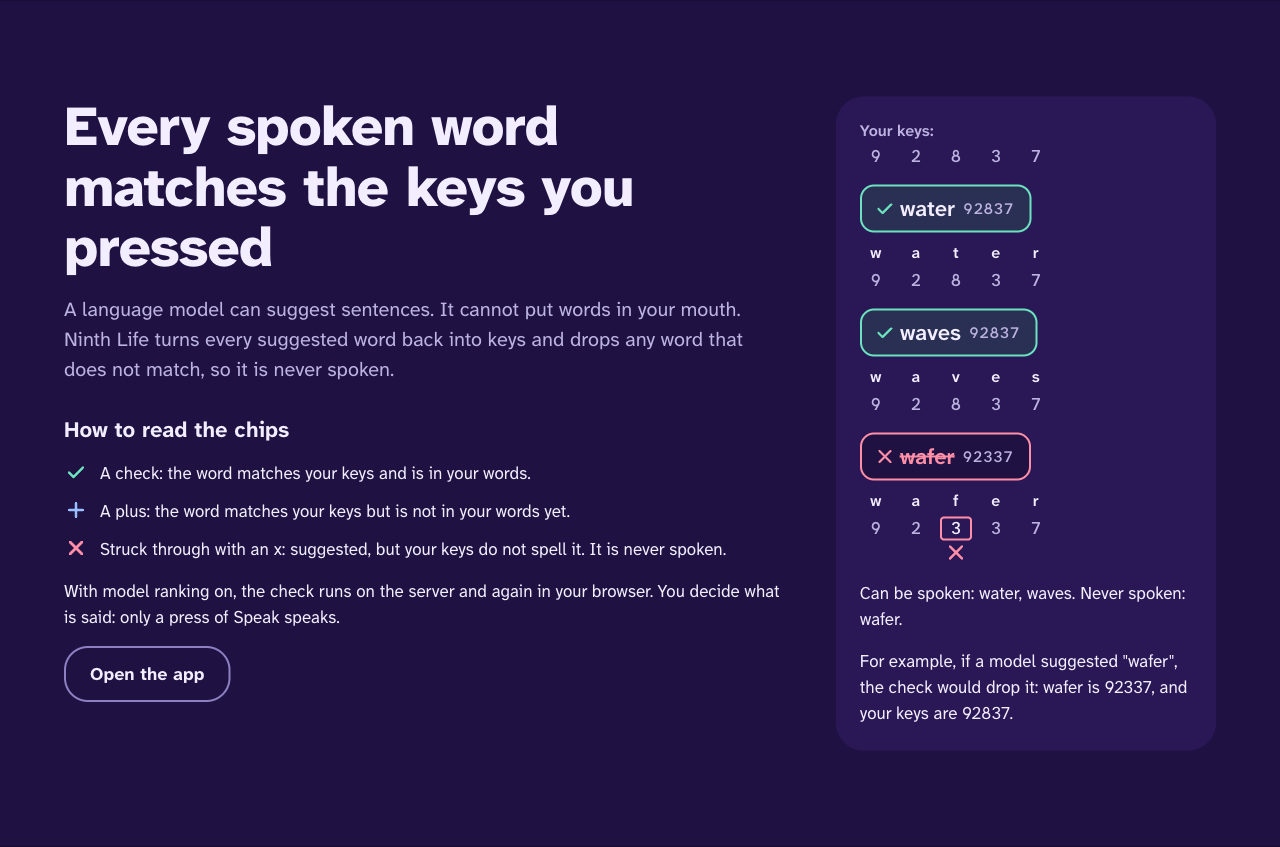 Every spoken word
matches the keys you
pressed
A language model can suggest sentences. It cannot put words in your mouth.
Ninth Life turns every suggested word back into keys and drops any word that
does not match, so it is never spoken.
How to read the chips
A check: the word matches your keys and is in your words.
A plus: the word matches your keys but is not in your words yet.
Struck through with an x: suggested, but your keys do not spell it. It is never spoken.
With model ranking on, the check runs on the server and again in your browser. You decide what
is said: only a press of Speak speaks.
Open the app
Your keys:
9 2 8 3 7
water 92837
w a t e r
9 2 8 3 7
waves 92837
w a v e s
9 2 8 3 7
wafer 92337
w a f e r
9 2 3 3 7
Can be spoken: water, waves. Never spoken:
wafer.
For example, if a model suggested "wafer",
the check would drop it: wafer is 92337, and
your keys are 92837.